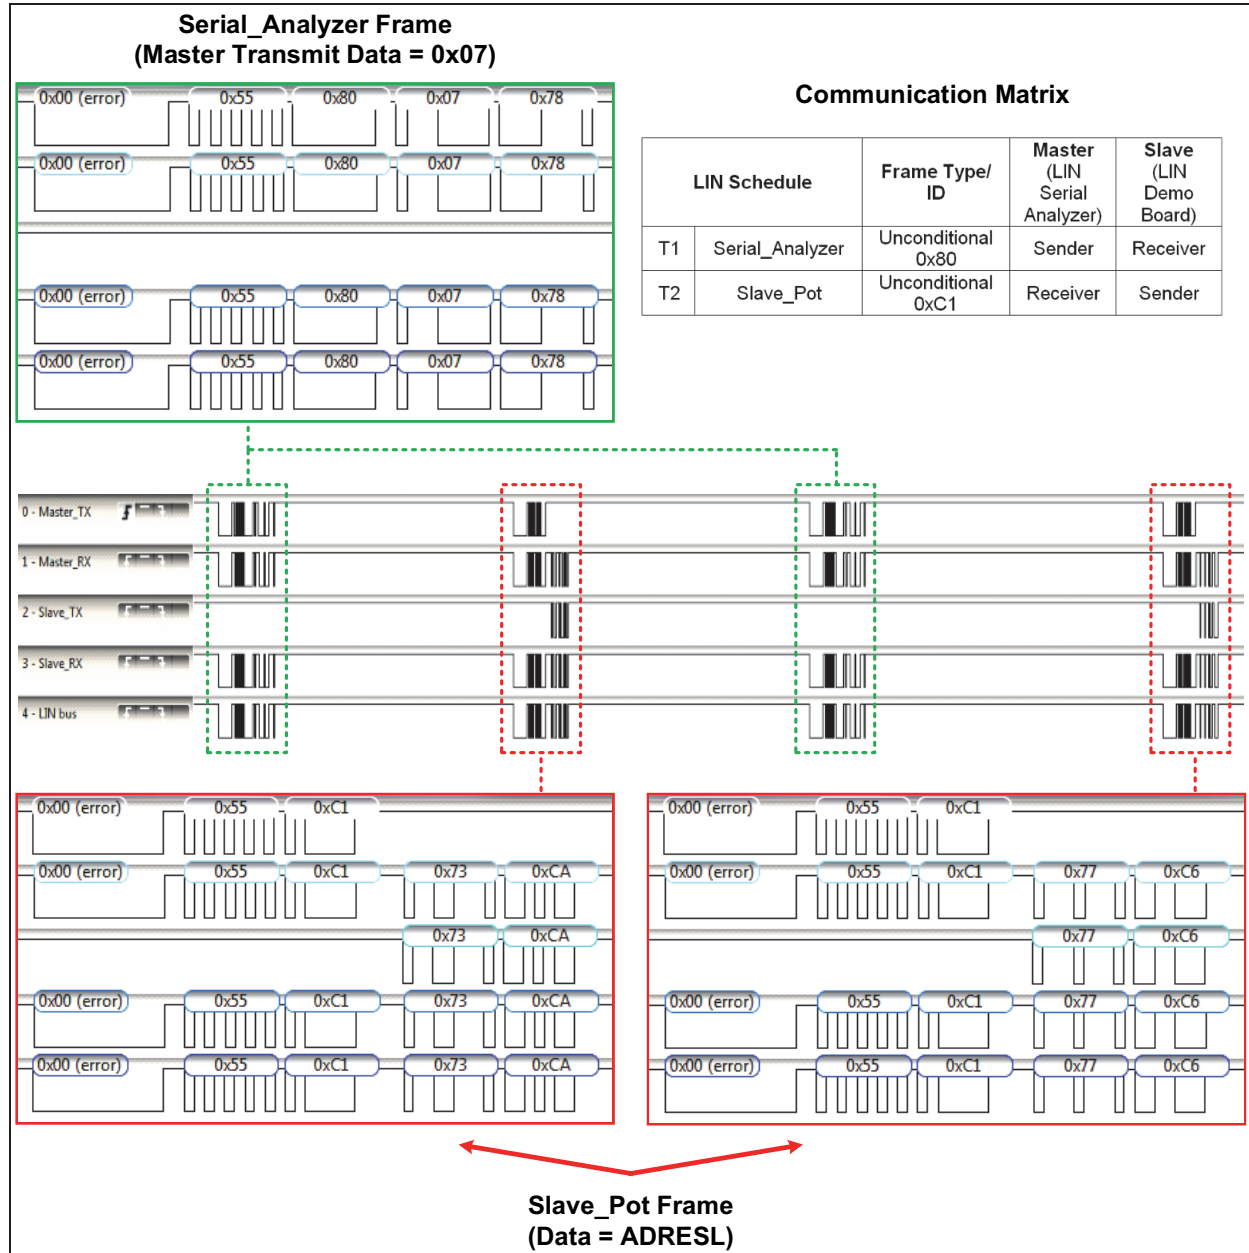 Serial_Analyzer Frame
(Master Transmit Data = 0x07)
0x00 (error) 0x55 0x80 0x07 0x78
0x00 (error) 0x55 0x80 0x07 0x78
0x00 (error) 0x55 0x80 0x07 0x78
0x00 (error) 0x55 0x80 0x07 0x78
Communication Matrix
LIN Schedule
Frame Type/
ID
Master
(LIN
Serial
Analyzer)
Slave
(LIN
Demo
Board)
T1 Serial_Analyzer Unconditional
0x80 Sender Receiver
T2 Slave_Pot Unconditional
0xC1 Receiver Sender
0 - Master_TX
1 - Master_RX
2 - Slave_TX
3 - Slave_RX
4 - LIN bus
0x00 (error) 0x55 0xC1
0x00 (error) 0x55 0xC1 0x73 0xCA
0x73 0xCA
0x00 (error) 0x55 0xC1 0x73 0xCA
0x00 (error) 0x55 0xC1 0x73 0xCA
0x00 (error) 0x55 0xC1
0x00 (error) 0x55 0xC1 0x77 0xC6
0x77 0xC6
0x00 (error) 0x55 0xC1 0x77 0xC6
0x00 (error) 0x55 0xC1 0x77 0xC6
Slave_Pot Frame
(Data = ADRESL)